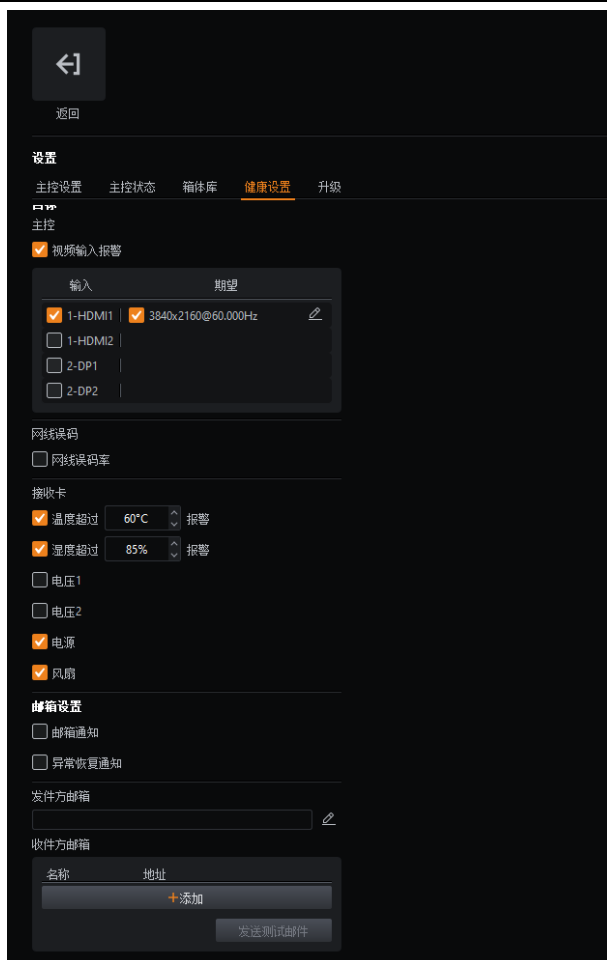 返回
设置
主控设置 主控状态 箱体库 健康设置 升级
主控
视频输入报警
输入 期望
1-HDMI1 3840x2160@60.000Hz
1-HDMI2
2-DP1
2-DP2
网线误码
网线误码率
接收卡
温度超过 60°C 报警
湿度超过 85% 报警
电压1
电压2
电源
风扇
邮箱设置
邮箱通知
异常恢复通知
发件方邮箱
收件方邮箱
名称 地址
+添加
发送测试邮件